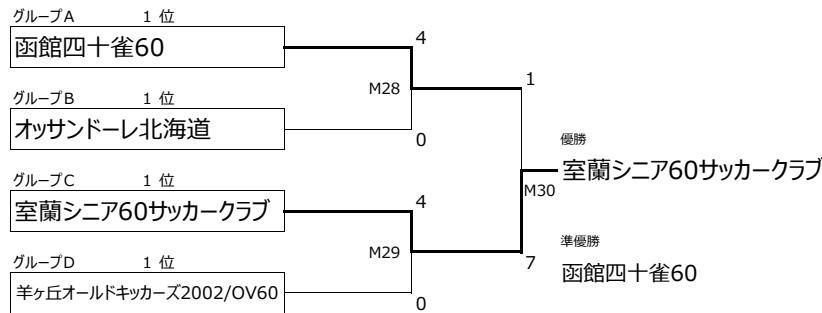 グループA 1 位
函館四十雀60
4
M28
1
グループB 1 位
オッサンドーレ北海道
0
優勝
室蘭シニア60サッカークラブ
M30
グループC 1 位
室蘭シニア60サッカークラブ
4
M29
7
準優勝
函館四十雀60
グループD 1 位
羊ヶ丘オールドキッカーズ2002/OV60
0